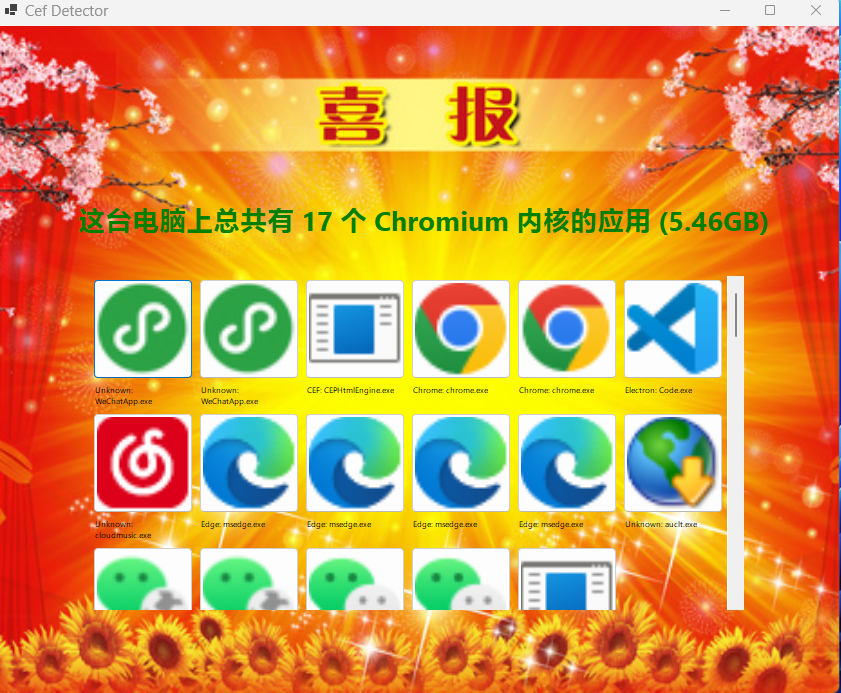 Cef Detector
喜 报
这台电脑上总共有 17 个 Chromium 内核的应用 (5.46GB)
Unknown:
WeChatApp.exe
Unknown:
WeChatApp.exe
CEF: CEPHtmlEngine.exe
Chrome: chrome.exe
Chrome: chrome.exe
Electron: Code.exe
Unknown:
cloudmusic.exe
Edge: msedge.exe
Edge: msedge.exe
Edge: msedge.exe
Edge: msedge.exe
Unknown: auclt.exe